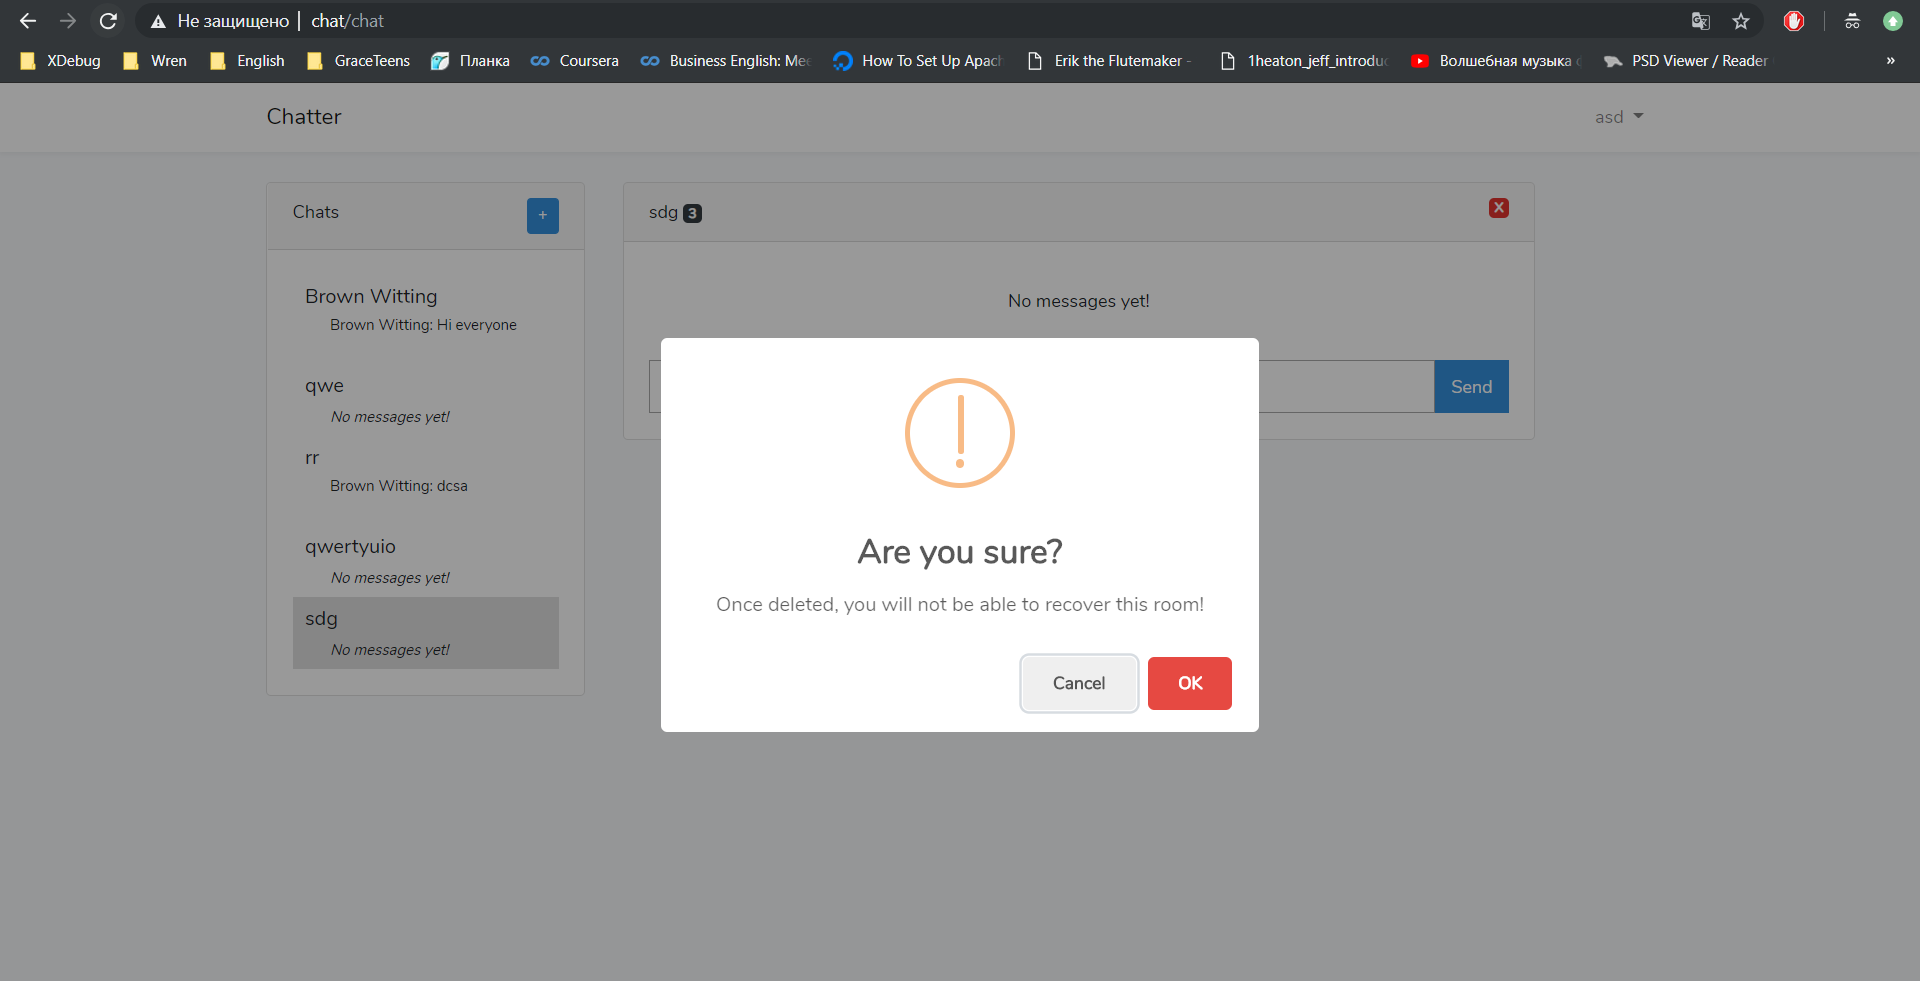 Не защищено | chat/chat
XDebug Wren English GraceTeens Планка Coursera Business English: Me How To Set Up Apac Erik the Flutemaker - 1heaton_jeff_introdu Волшебная музыка PSD Viewer / Reader »
Chatter
asd
Chats +
sdg 3 X
Brown Witting
Brown Witting: Hi everyone
qwe
No messages yet!
rr
Brown Witting: dcsa
qwertyuio
No messages yet!
sdg
No messages yet!
No messages yet!
Send
Are you sure?
Once deleted, you will not be able to recover this room!
Cancel OK